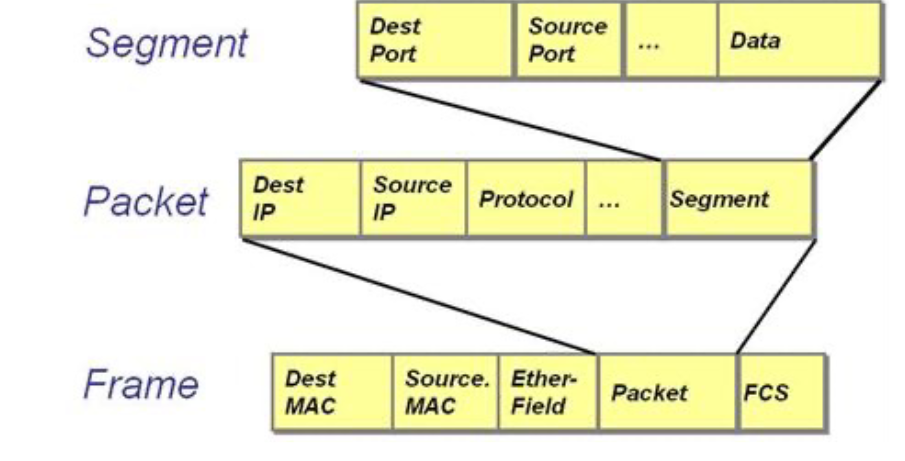 Segment
Dest
Port
Source
Port
...
Data
Packet
Dest
IP
Source
IP
Protocol
...
Segment
Frame
Dest
MAC
Source.
MAC
Ether-
Field
Packet
FCS